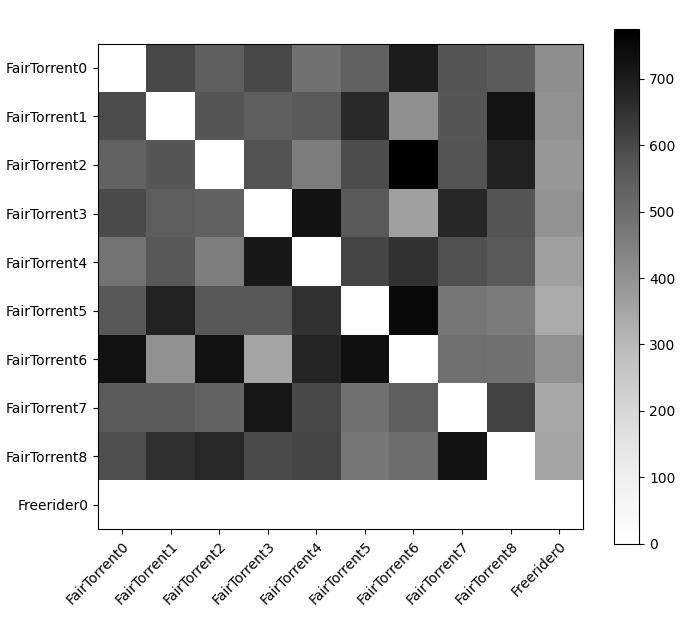 FairTorrent0
FairTorrent1
FairTorrent2
FairTorrent3
FairTorrent4
FairTorrent5
FairTorrent6
FairTorrent7
FairTorrent8
Freerider0
FairTorrent0
FairTorrent1
FairTorrent2
FairTorrent3
FairTorrent4
FairTorrent5
FairTorrent6
FairTorrent7
FairTorrent8
Freerider0
700
600
500
400
300
200
100
0